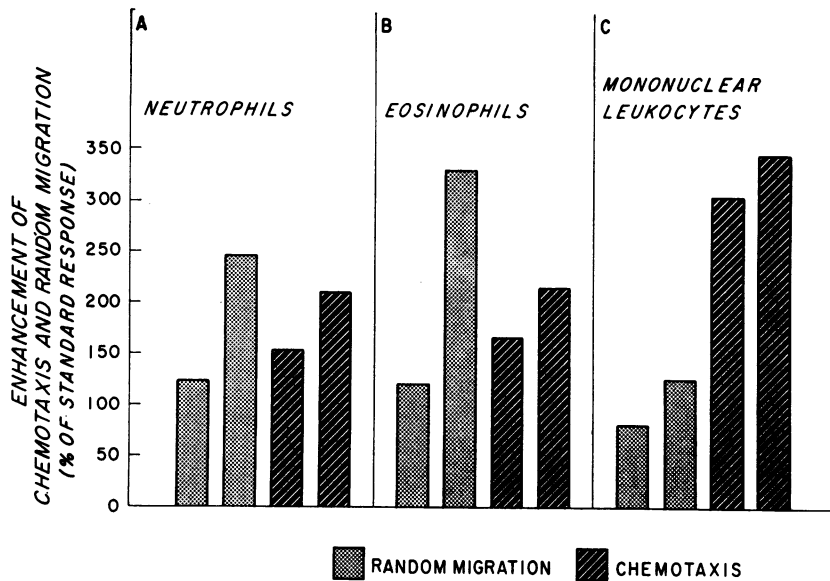 A
B
C
NEUTROPHILS
EOSINOPHILS
MONONUCLEAR
LEUKOCYTES
ENHANCEMENT OF
CHEMOTAXIS AND RANDOM MIGRATION
(% OF STANDARD RESPONSE)
350
300
250
200
150
100
50
0
RANDOM MIGRATION
CHEMOTAXIS